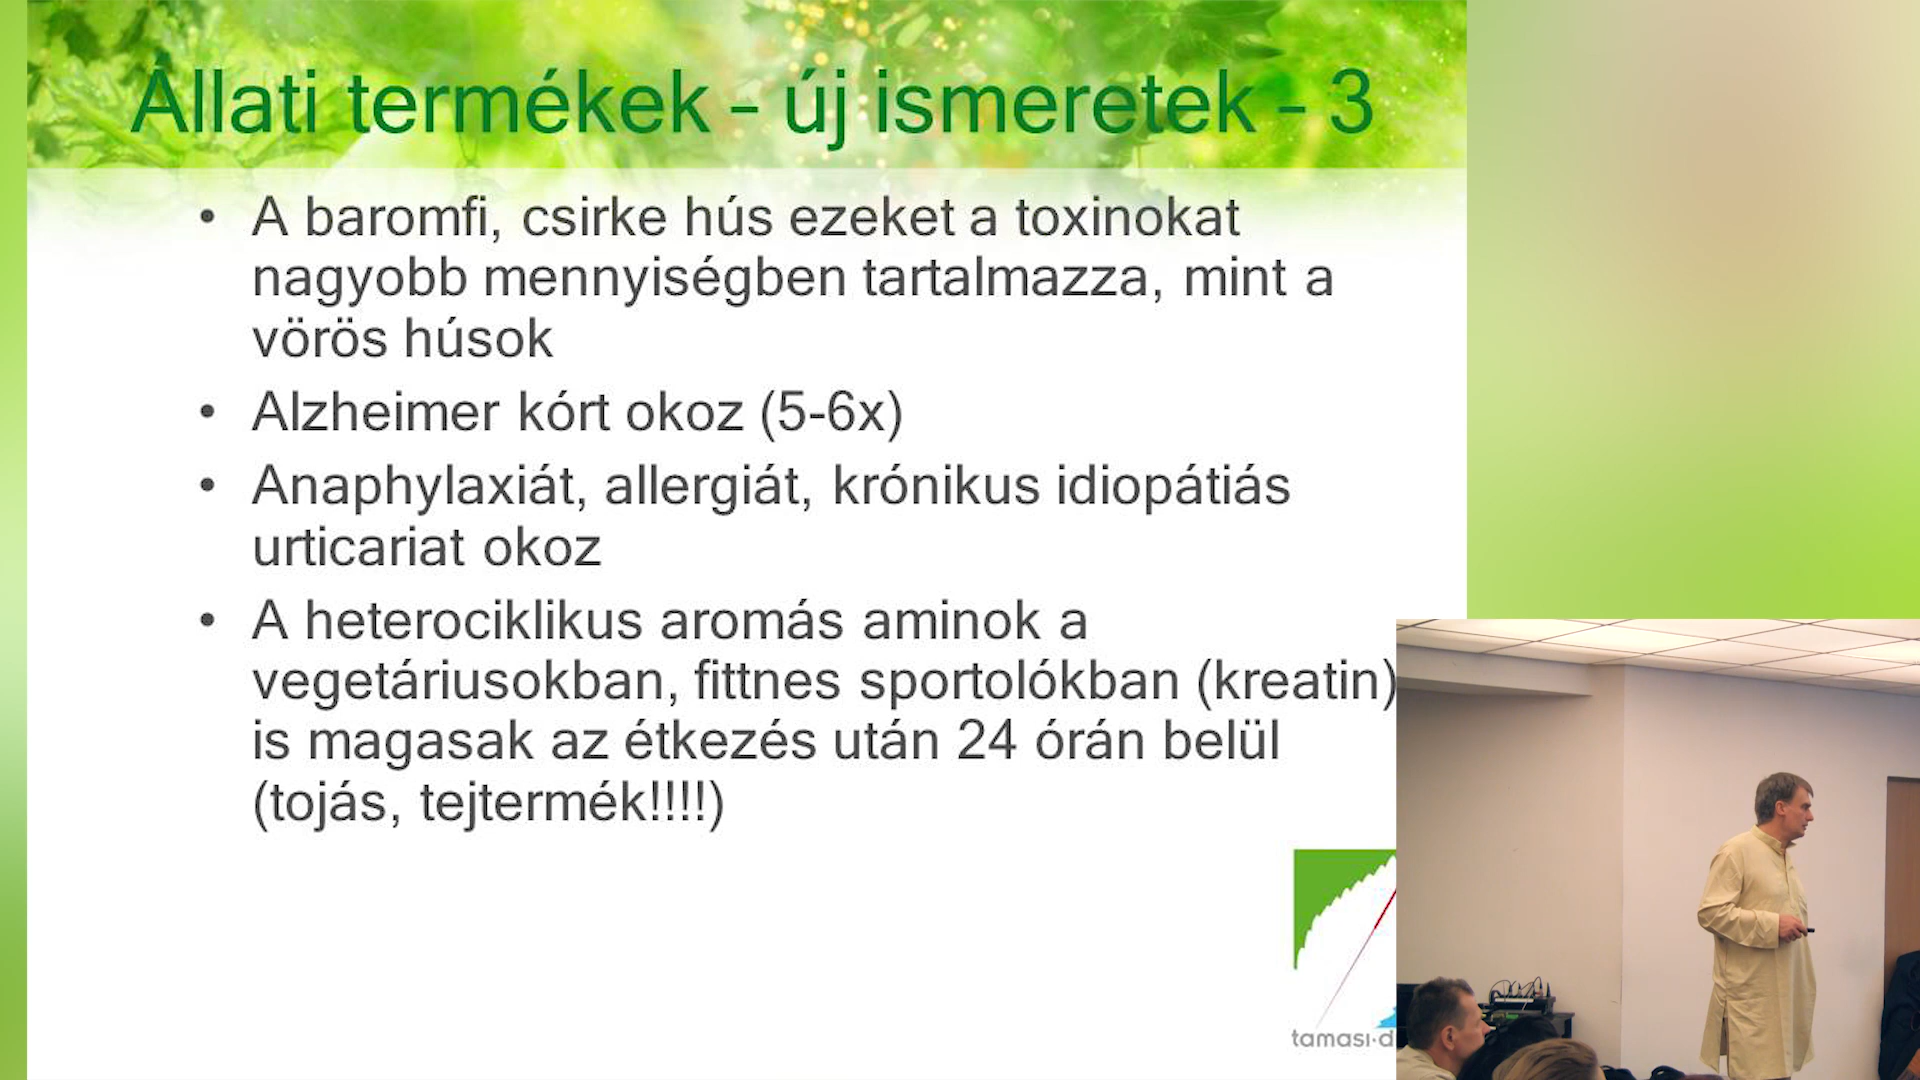 Állati termékek - új ismeretek - 3
• A baromfi, csirke hús ezeket a toxinokat
nagyobb mennyiségben tartalmazza, mint a
vörös húsok
• Alzheimer kórt okoz (5-6x)
• Anaphylaxiát, allergiát, krónikus idiopátiás
urticariat okoz
• A heterociklikus aromás aminok a
vegetáriusokban, fittnes sportolókban (kreatin)
is magasak az étkezés után 24 órán belül
(tojás, tejtermék!!!!)
tamasi·d